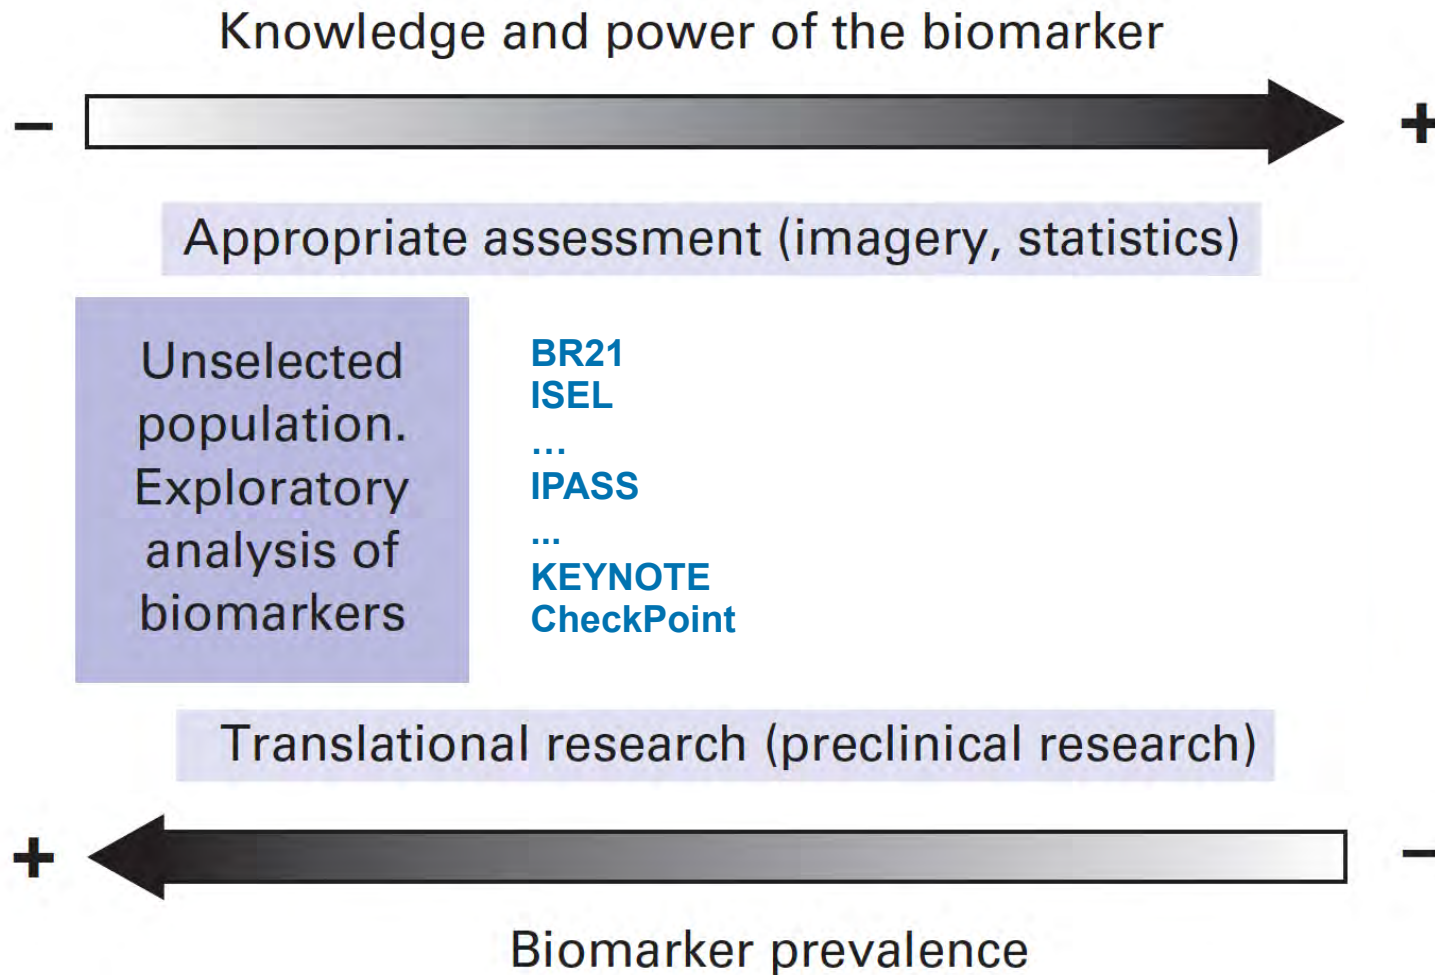 Knowledge and power of the biomarker
– +
Appropriate assessment (imagery, statistics)
Unselected
population.
Exploratory
analysis of
biomarkers
BR21
ISEL
…
IPASS
...
KEYNOTE
CheckPoint
Translational research (preclinical research)
+ –
Biomarker prevalence